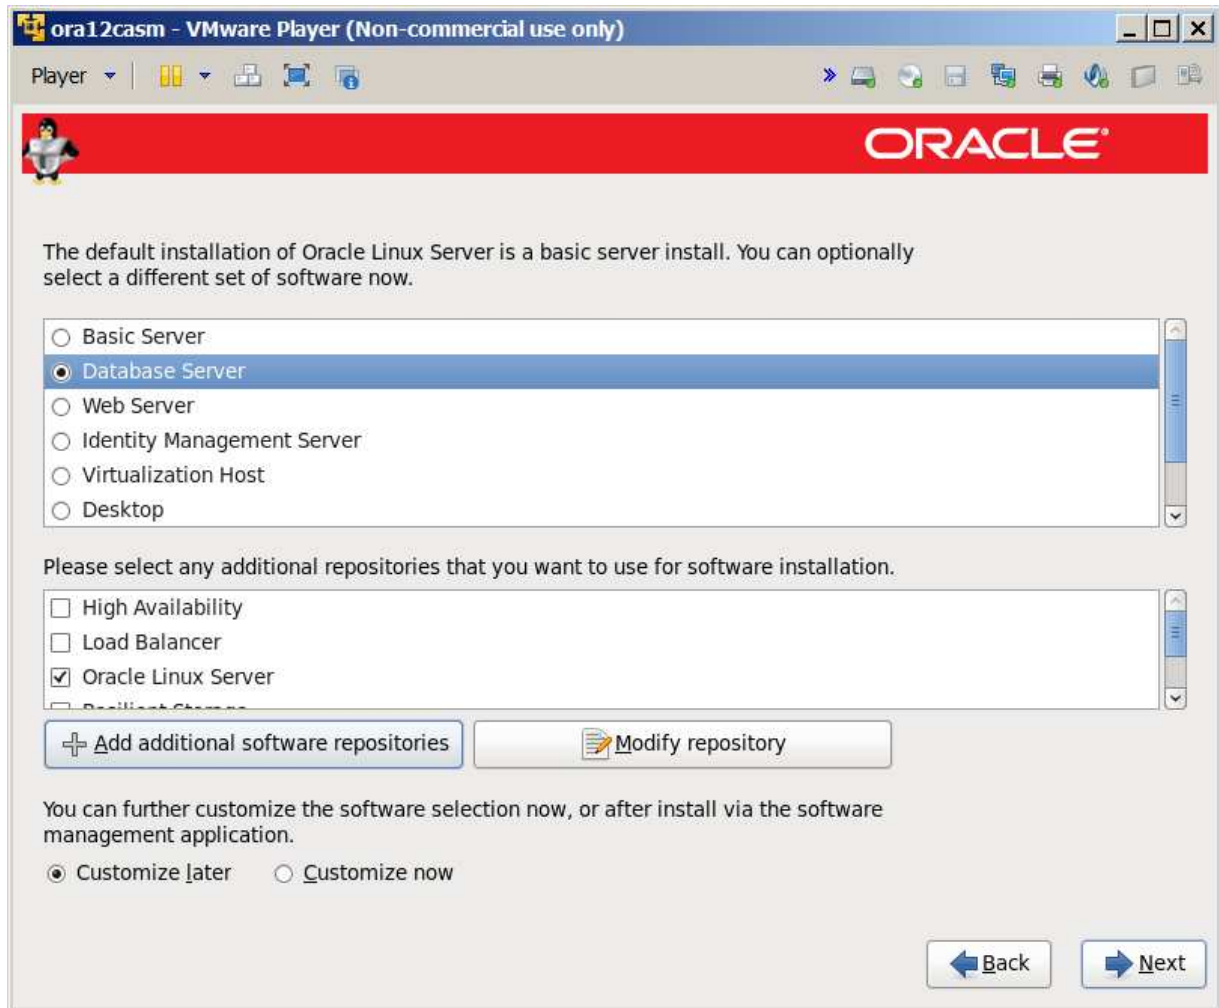 ora12casm - VMware Player (Non-commercial use only)
Player
ORACLE
The default installation of Oracle Linux Server is a basic server install. You can optionally
select a different set of software now.
Basic Server
Database Server
Web Server
Identity Management Server
Virtualization Host
Desktop
Please select any additional repositories that you want to use for software installation.
High Availability
Load Balancer
Oracle Linux Server
Resilient Storage
Add additional software repositories
Modify repository
You can further customize the software selection now, or after install via the software
management application.
Customize later
Customize now
Back
Next